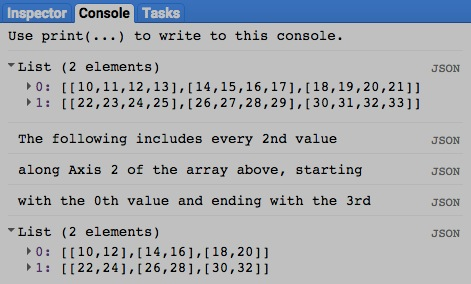 Inspector Console Tasks
Use print(...) to write to this console.
List (2 elements) JSON
0: [[10,11,12,13],[14,15,16,17],[18,19,20,21]]
1: [[22,23,24,25],[26,27,28,29],[30,31,32,33]]
The following includes every 2nd value JSON
along Axis 2 of the array above, starting JSON
with the 0th value and ending with the 3rd JSON
List (2 elements) JSON
0: [[10,12],[14,16],[18,20]]
1: [[22,24],[26,28],[30,32]]